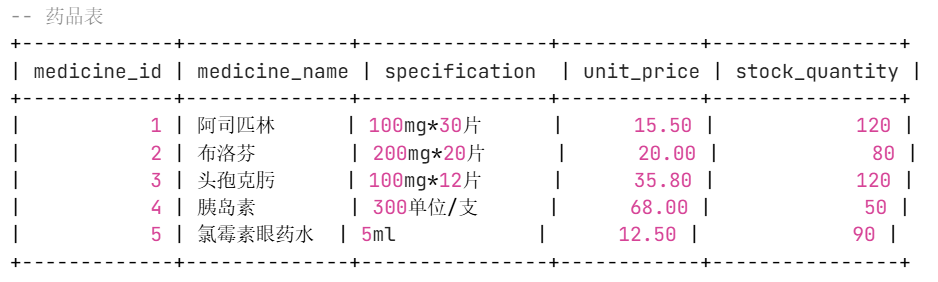 -- 药品表
+-------------+---------------+----------------+------------+----------------+
| medicine_id | medicine_name | specification  | unit_price | stock_quantity |
+-------------+---------------+----------------+------------+----------------+
|           1 | 阿司匹林      | 100mg*30片      |      15.50 |            120 |
|           2 | 布洛芬        | 200mg*20片      |      20.00 |             80 |
|           3 | 头孢克肟      | 100mg*12片      |      35.80 |            120 |
|           4 | 胰岛素        | 300单位/支      |      68.00 |             50 |
|           5 | 氯霉素眼药水  | 5ml            |      12.50 |             90 |
+-------------+---------------+----------------+------------+----------------+